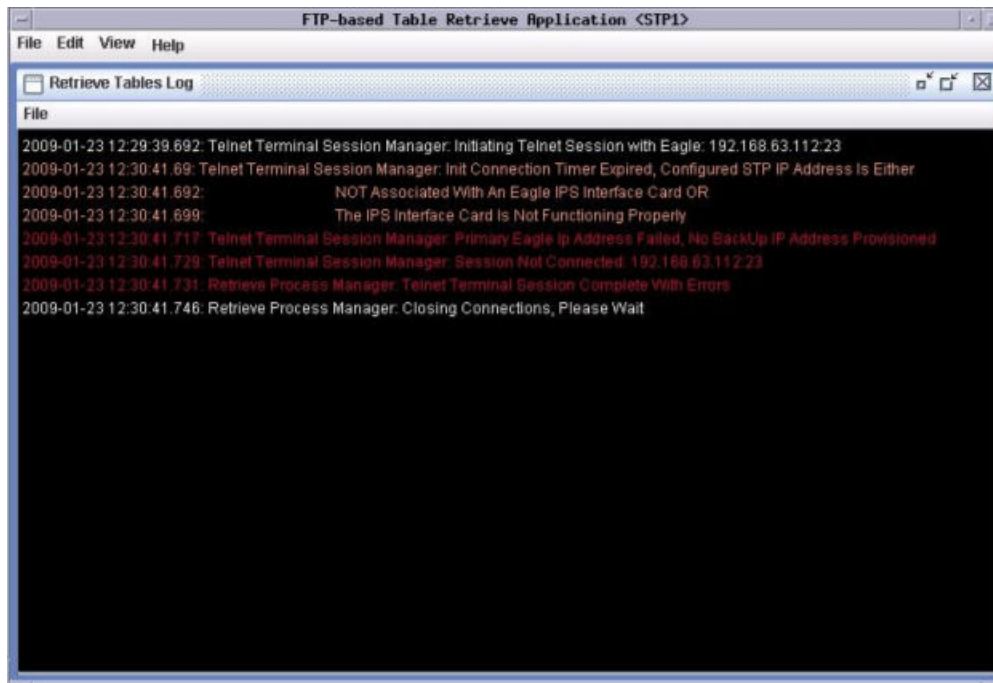 FTP-based Table Retrieve Application <STP1>
File Edit View Help
Retrieve Tables Log
File
2009-01-23 12:29:39.692: Telnet Terminal Session Manager: Initiating Telnet Session with Eagle: 192.168.63.112:23
2009-01-23 12:30:41.69: Telnet Terminal Session Manager: Init Connection Timer Expired, Configured STP IP Address Is Either
2009-01-23 12:30:41.692: NOT Associated With An Eagle IPS Interface Card OR
2009-01-23 12:30:41.699: The IPS Interface Card Is Not Functioning Properly
2009-01-23 12:30:41.717: Telnet Terminal Session Manager: Primary Eagle Ip Address Failed, No BackUp IP Address Provisioned
2009-01-23 12:30:41.729: Telnet Terminal Session Manager: Session Not Connected: 192.168.63.112:23
2009-01-23 12:30:41.731: Retrieve Process Manager: Telnet Terminal Session Complete With Errors
2009-01-23 12:30:41.746: Retrieve Process Manager: Closing Connections, Please Wait